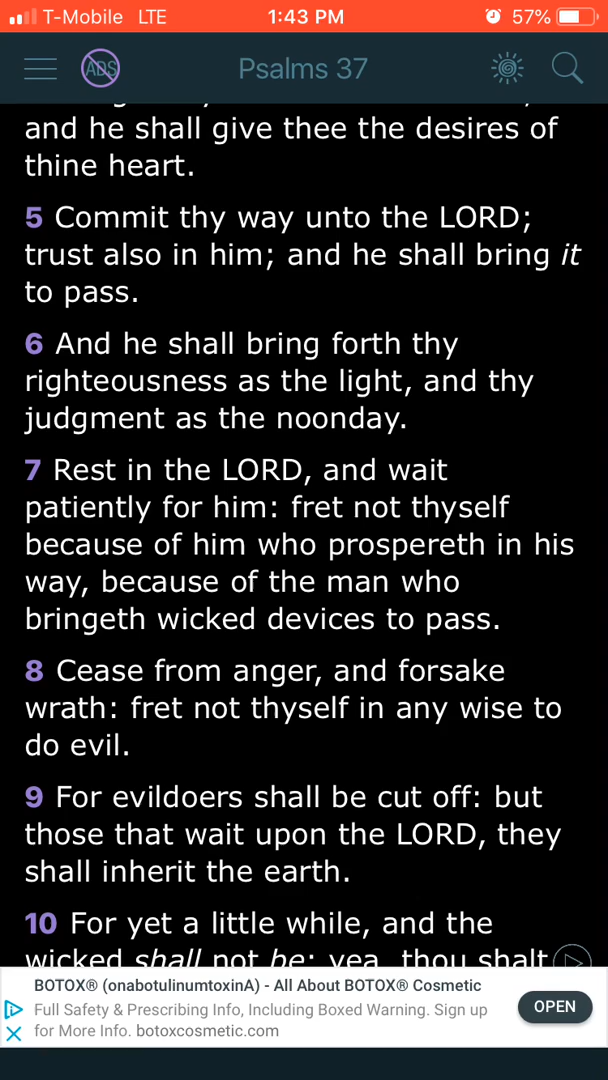 T-Mobile LTE 1:43 PM 57%
ADS Psalms 37
and he shall give thee the desires of
thine heart.
5 Commit thy way unto the LORD;
trust also in him; and he shall bring it
to pass.
6 And he shall bring forth thy
righteousness as the light, and thy
judgment as the noonday.
7 Rest in the LORD, and wait
patiently for him: fret not thyself
because of him who prospereth in his
way, because of the man who
bringeth wicked devices to pass.
8 Cease from anger, and forsake
wrath: fret not thyself in any wise to
do evil.
9 For evildoers shall be cut off: but
those that wait upon the LORD, they
shall inherit the earth.
10 For yet a little while, and the
wicked shall not be: yea, thou shalt
BOTOX® (onabotulinumtoxinA) - All About BOTOX® Cosmetic
Full Safety & Prescribing Info, Including Boxed Warning. Sign up
for More Info. botoxcosmetic.com
OPEN